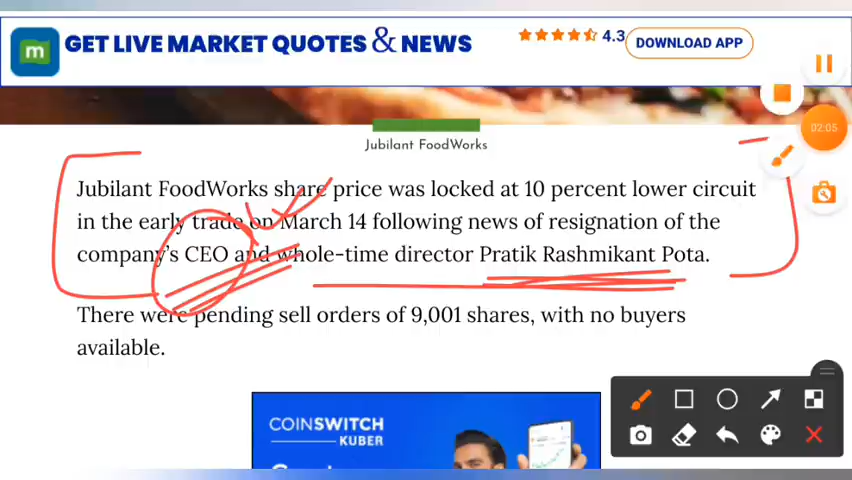 m GET LIVE MARKET QUOTES & NEWS 4.3 DOWNLOAD APP
02:05
Jubilant FoodWorks
Jubilant FoodWorks share price was locked at 10 percent lower circuit
in the early trade on March 14 following news of resignation of the
company's CEO and whole-time director Pratik Rashmikant Pota.
There were pending sell orders of 9,001 shares, with no buyers
available.
COINSWITCH
KUBER